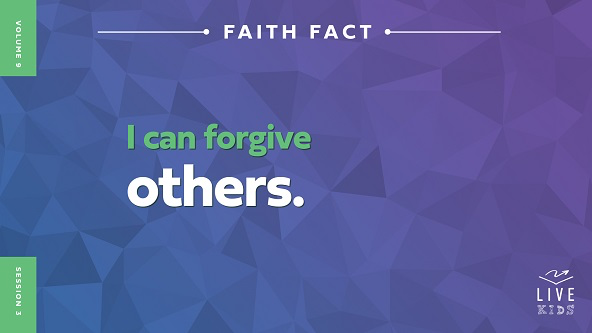 VOLUME 9
FAITH FACT
I can forgive
others.
SESSION 3
LIVE
KIDS